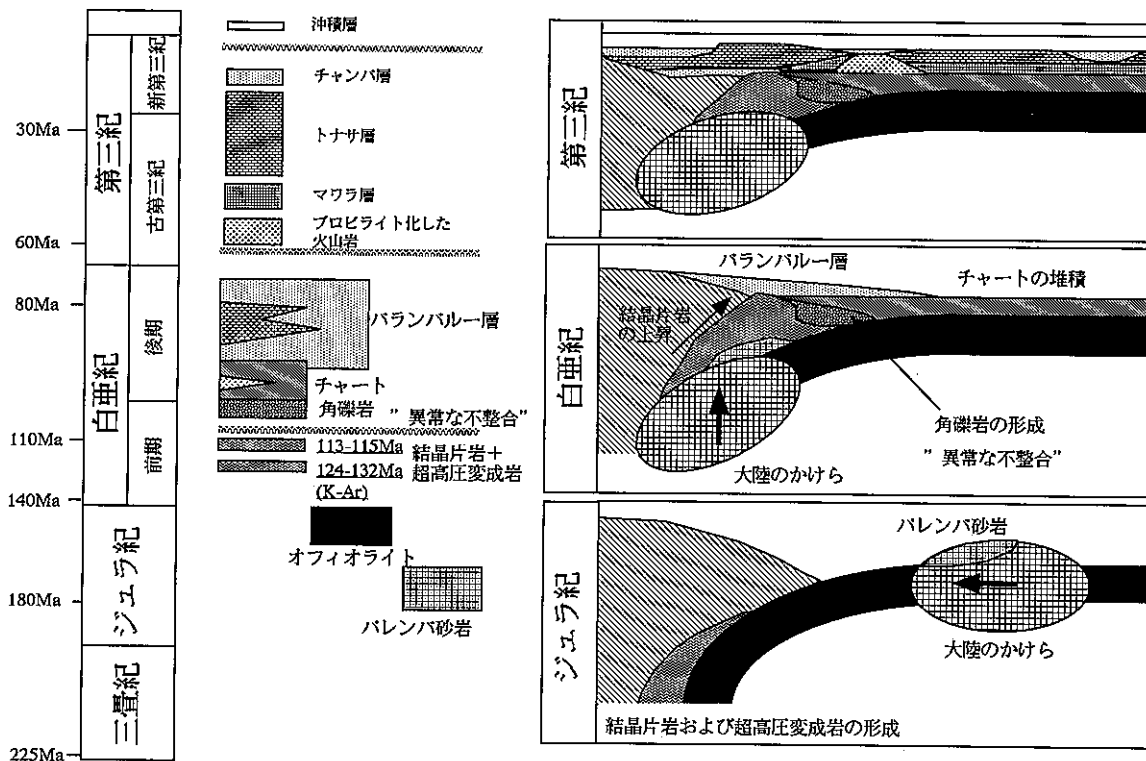 第三紀
新第三紀
古第三紀
白亜紀
後期
前期
ジュラ紀
三畳紀
30Ma
60Ma
80Ma
110Ma
140Ma
180Ma
225Ma
沖積層
チャンバ層
トナサ層
マワラ層
プロピライト化した
火山岩
バランバルー層
チャート
角礫岩 ”異常な不整合”
113-115Ma
124-132Ma
(K-Ar)
結晶片岩＋
超高圧変成岩
オフィオライト
パレンバ砂岩
第三紀
白亜紀
バランバルー層
チャートの堆積
結晶片岩
の上昇
角礫岩の形成
”異常な不整合”
大陸のかけら
ジュラ紀
パレンバ砂岩
大陸のかけら
結晶片岩および超高圧変成岩の形成